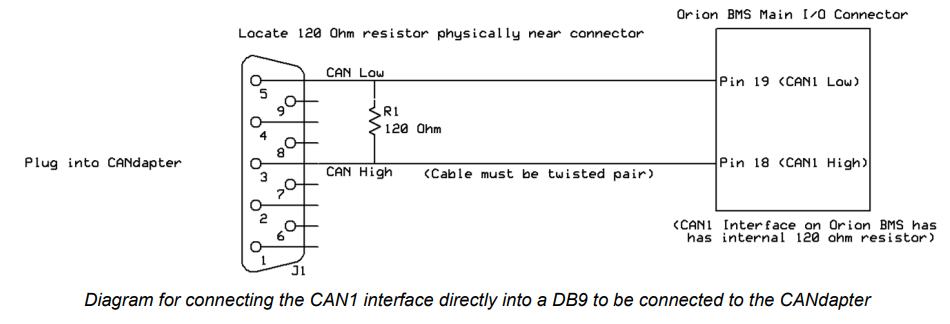 Orion BMS Main I/O Connector
Locate 120 Ohm resistor physically near connector
CAN Low
5
Pin 19 (CAN1 Low)
9
R1
120 Ohm
4
8
Plug into CANdapter
Pin 18 (CAN1 High)
3
CAN High
(Cable must be twisted pair)
7
2
6
(CAN1 Interface on Orion BMS has
has internal 120 ohm resistor)
1
J1
Diagram for connecting the CAN1 interface directly into a DB9 to be connected to the CANdapter